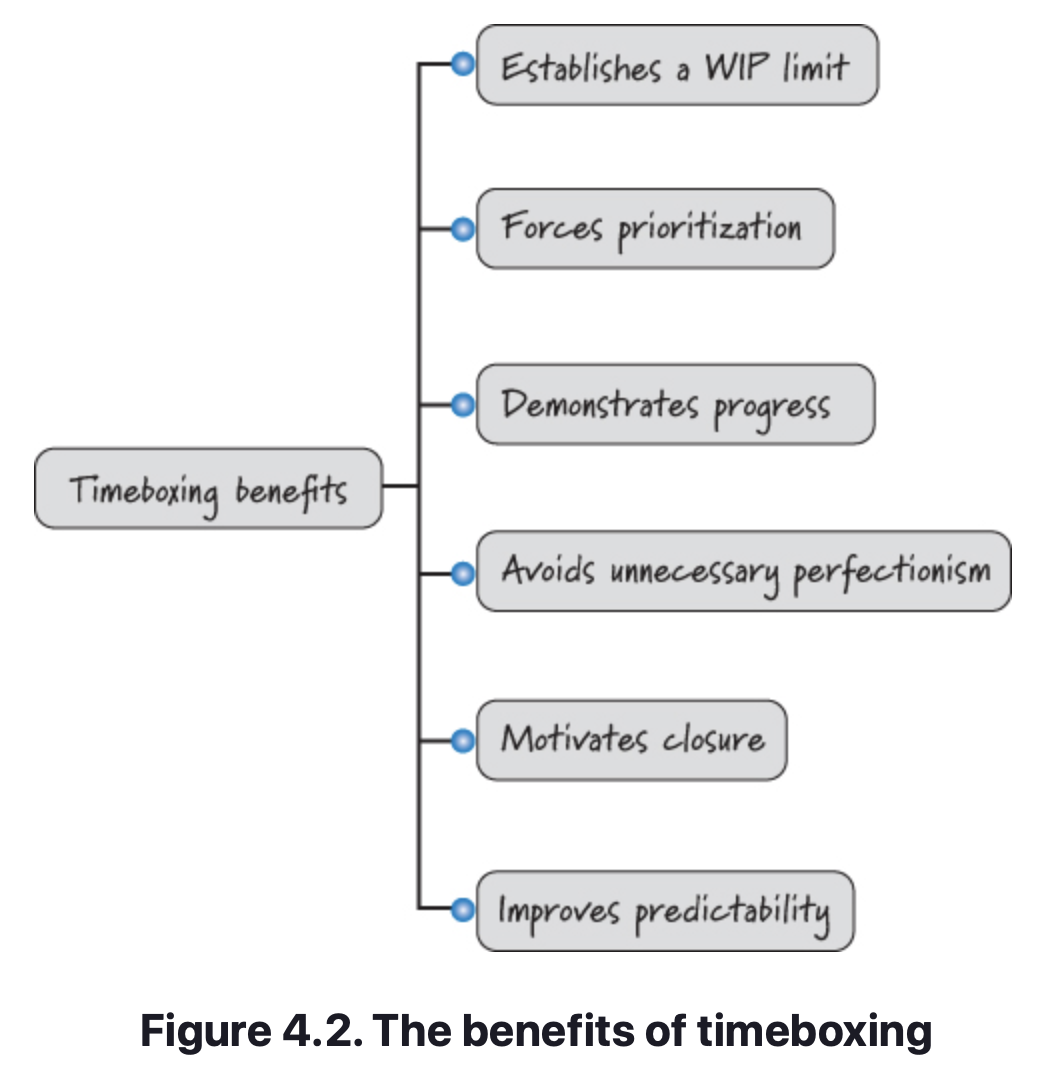 Establishes a WIP limit
Forces prioritization
Demonstrates progress
Timeboxing benefits
Avoids unnecessary perfectionism
Motivates closure
Improves predictability
Figure 4.2. The benefits of timeboxing